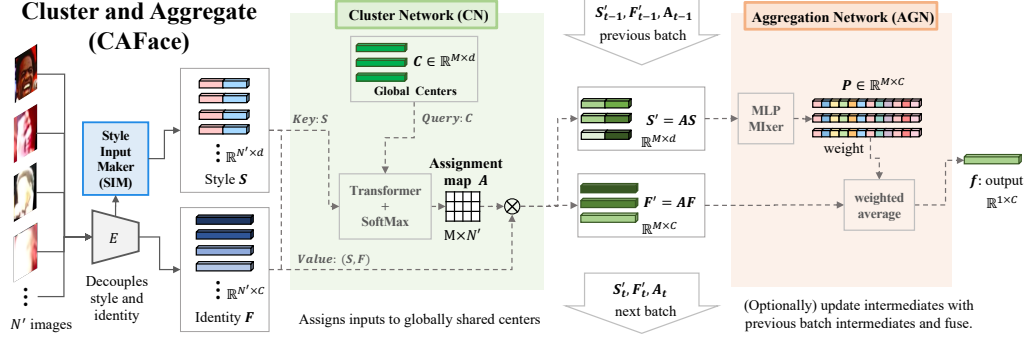 Cluster and Aggregate
(CAFace)
N′ images
E
Decouples
style and
identity
Style
Input
Maker
(SIM)
⋮ ℝ^{N′×d}
Style S
⋮ ℝ^{N′×C}
Identity F
Cluster Network (CN)
C ∈ ℝ^{M×d}
Global Centers
Key: S
Query: C
Transformer
+
SoftMax
Assignment
map A
M×N′
Value: (S, F)
Assigns inputs to globally shared centers
S′_{t−1}, F′_{t−1}, A_{t−1}
previous batch
S′ = AS
ℝ^{M×d}
F′ = AF
ℝ^{M×C}
S′_t, F′_t, A_t
next batch
Aggregation Network (AGN)
P ∈ ℝ^{M×C}
MLP
MIxer
weight
weighted
average
f: output
ℝ^{1×C}
(Optionally) update intermediates with
previous batch intermediates and fuse.